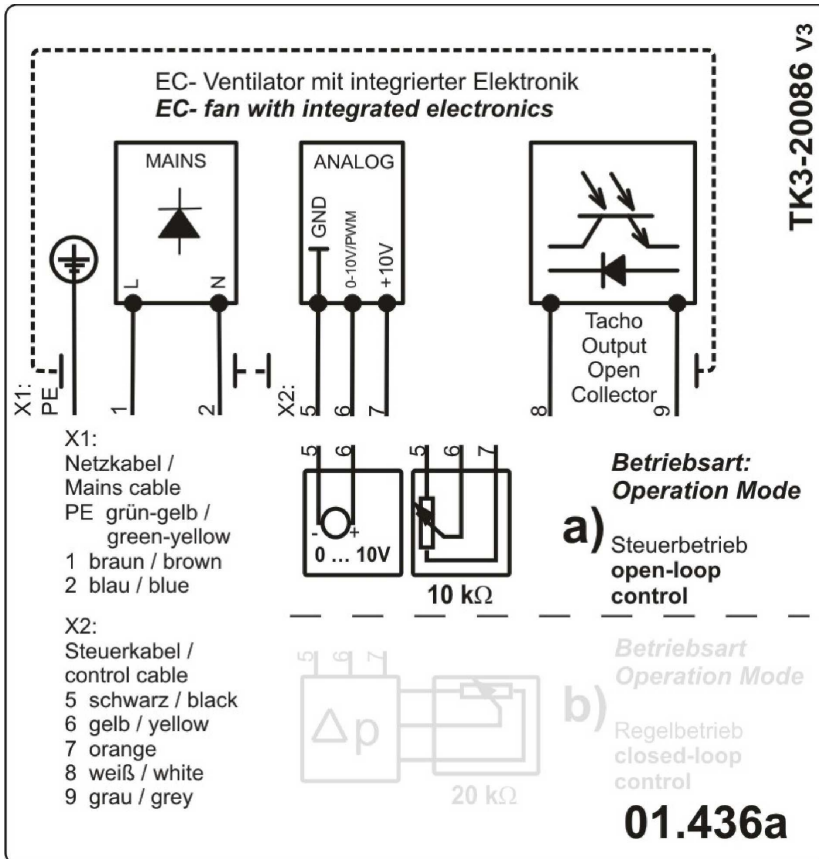 TK3-20086 V3
EC- Ventilator mit integrierter Elektronik
EC- fan with integrated electronics
MAINS
L
N
ANALOG
GND
0-10V/PWM
+10V
Tacho
Output
Open
Collector
X1:
PE
1
2
X2:
5
6
7
8
9
X1:
Netzkabel /
Mains cable
PE grün-gelb /
green-yellow
1 braun / brown
2 blau / blue
X2:
Steuerkabel /
control cable
5 schwarz / black
6 gelb / yellow
7 orange
8 weiß / white
9 grau / grey
5 6
- +
0 ... 10V
5 6 7
10 kΩ
Betriebsart:
Operation Mode
a)
Steuerbetrieb
open-loop
control
5 6 7
Δp
20 kΩ
Betriebsart
Operation Mode
b)
Regelbetrieb
closed-loop
control
01.436a